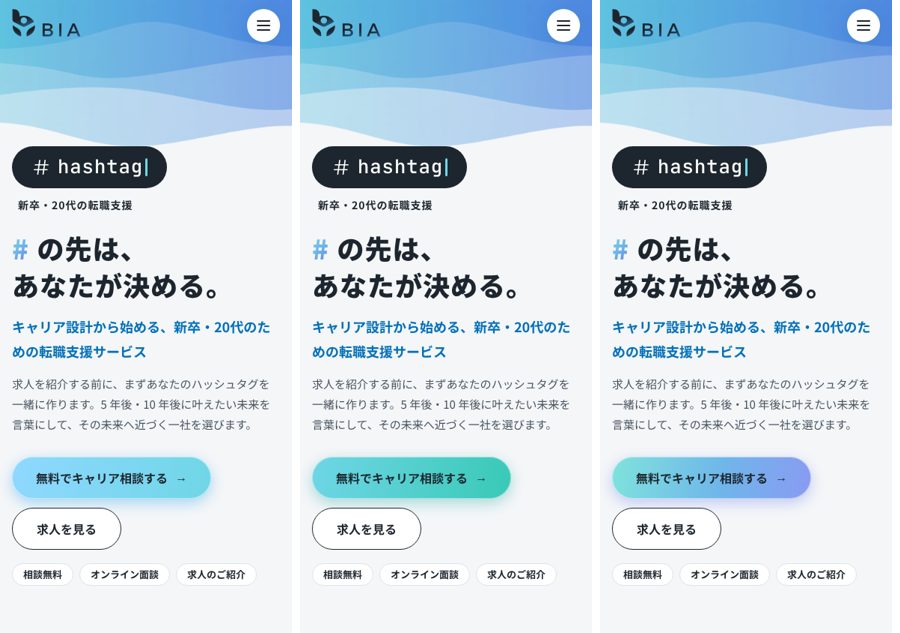 BIA
# hashtag
新卒・20代の転職支援
# の先は、
あなたが決める。
キャリア設計から始める、新卒・20代のた
めの転職支援サービス
求人を紹介する前に、まずあなたのハッシュタグを
一緒に作ります。5 年後・10 年後に叶えたい未来を
言葉にして、その未来へ近づく一社を選びます。
無料でキャリア相談する →
求人を見る
相談無料 オンライン面談 求人のご紹介
BIA
# hashtag
新卒・20代の転職支援
# の先は、
あなたが決める。
キャリア設計から始める、新卒・20代のた
めの転職支援サービス
求人を紹介する前に、まずあなたのハッシュタグを
一緒に作ります。5 年後・10 年後に叶えたい未来を
言葉にして、その未来へ近づく一社を選びます。
無料でキャリア相談する →
求人を見る
相談無料 オンライン面談 求人のご紹介
BIA
# hashtag
新卒・20代の転職支援
# の先は、
あなたが決める。
キャリア設計から始める、新卒・20代のた
めの転職支援サービス
求人を紹介する前に、まずあなたのハッシュタグを
一緒に作ります。5 年後・10 年後に叶えたい未来を
言葉にして、その未来へ近づく一社を選びます。
無料でキャリア相談する →
求人を見る
相談無料 オンライン面談 求人のご紹介